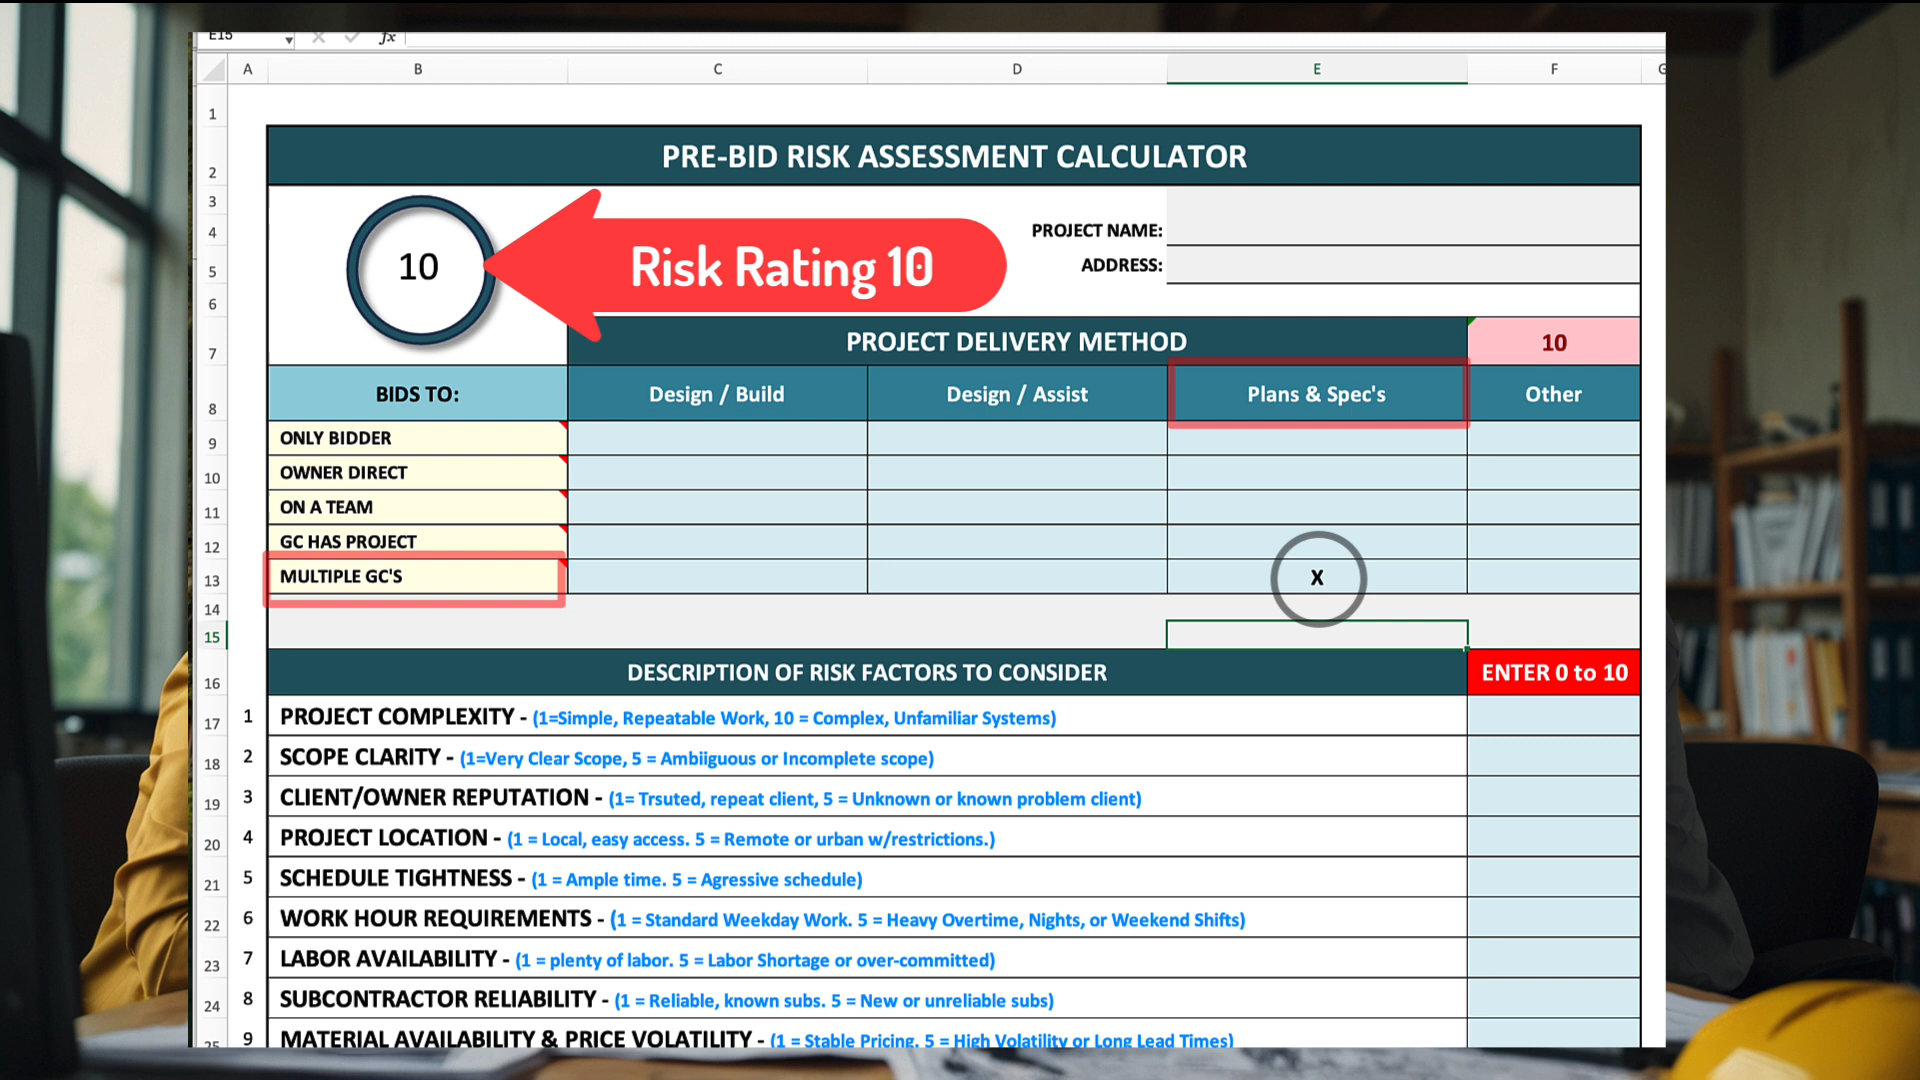 E15 fx
A B C D E F G
1
2 PRE-BID RISK ASSESSMENT CALCULATOR
3
10 Risk Rating 10
4 PROJECT NAME:
5 ADDRESS:
6
7 PROJECT DELIVERY METHOD 10
8 BIDS TO: Design / Build Design / Assist Plans & Spec's Other
9 ONLY BIDDER
10 OWNER DIRECT
11 ON A TEAM
12 GC HAS PROJECT
13 MULTIPLE GC'S X
14
15
16 DESCRIPTION OF RISK FACTORS TO CONSIDER ENTER 0 to 10
17 1 PROJECT COMPLEXITY - (1=Simple, Repeatable Work, 10 = Complex, Unfamiliar Systems)
18 2 SCOPE CLARITY - (1=Very Clear Scope, 5 = Ambiiguous or Incomplete scope)
19 3 CLIENT/OWNER REPUTATION - (1= Trsuted, repeat client, 5 = Unknown or known problem client)
20 4 PROJECT LOCATION - (1 = Local, easy access. 5 = Remote or urban w/restrictions.)
21 5 SCHEDULE TIGHTNESS - (1 = Ample time. 5 = Agressive schedule)
22 6 WORK HOUR REQUIREMENTS - (1 = Standard Weekday Work. 5 = Heavy Overtime, Nights, or Weekend Shifts)
23 7 LABOR AVAILABILITY - (1 = plenty of labor. 5 = Labor Shortage or over-committed)
24 8 SUBCONTRACTOR RELIABILITY - (1 = Reliable, known subs. 5 = New or unreliable subs)
25 9 MATERIAL AVAILABILITY & PRICE VOLATILITY - (1 = Stable Pricing. 5 = High Volatility or Long Lead Times)